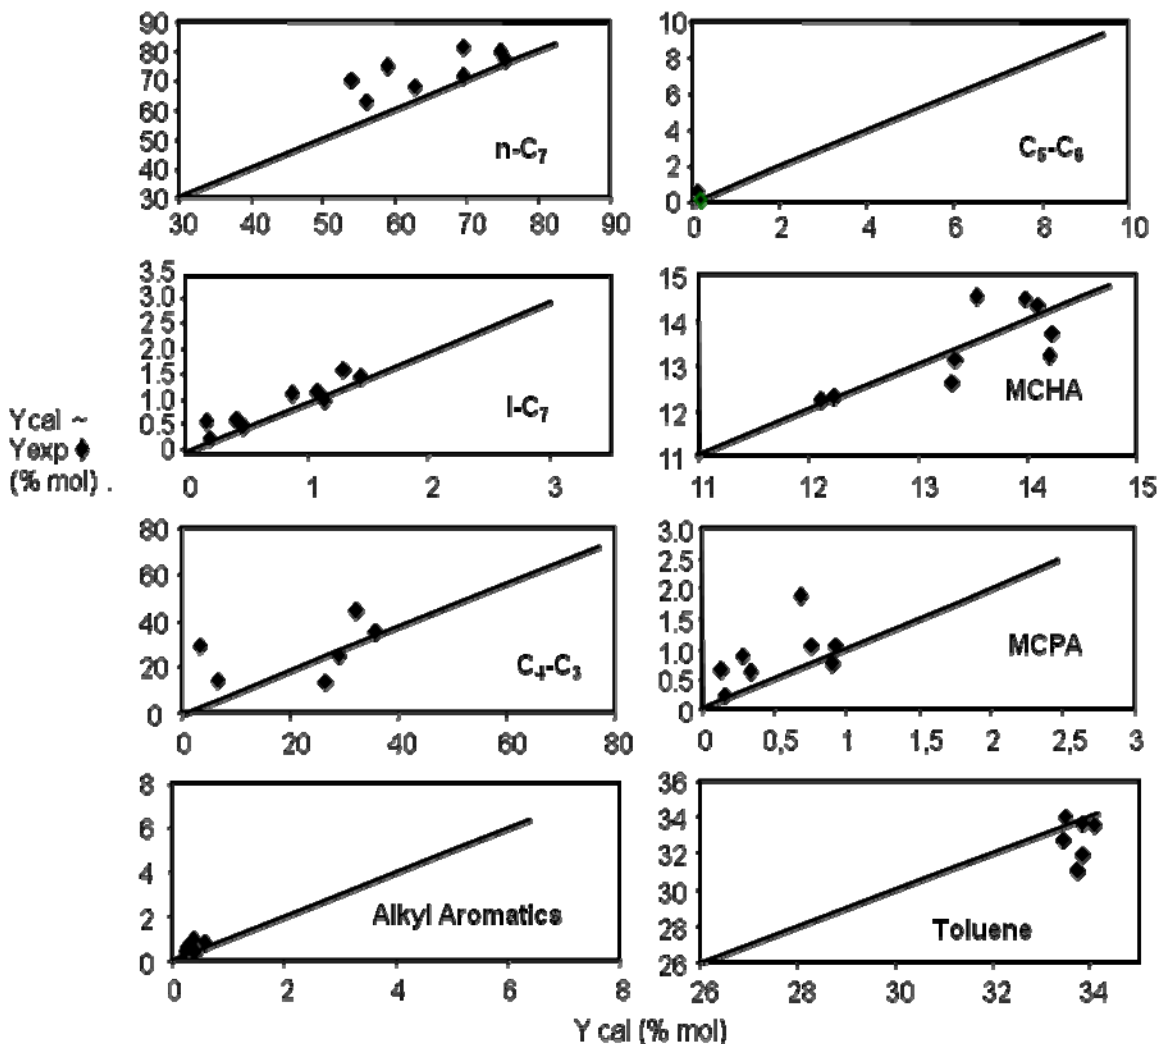 90
80
70
60
50
40
30
30 40 50 60 70 80 90
n-C₇
10
8
6
4
2
0
0 2 4 6 8 10
C₅-C₆
3.5
3.0
2.5
2.0
1.5
1.0
0.5
0
0 1 2 3
I-C₇
15
14
13
12
11
11 12 13 14 15
MCHA
Ycal ~
Yexp ♦
(% mol) .
80
60
40
20
0
0 20 40 60 80
C₄-C₃
3.0
2.5
2.0
1.5
1.0
0.5
0
0 0,5 1 1,5 2 2,5 3
MCPA
8
6
4
2
0
0 2 4 6 8
Alkyl Aromatics
36
34
32
30
28
26
26 28 30 32 34
Toluene
Y cal (% mol)